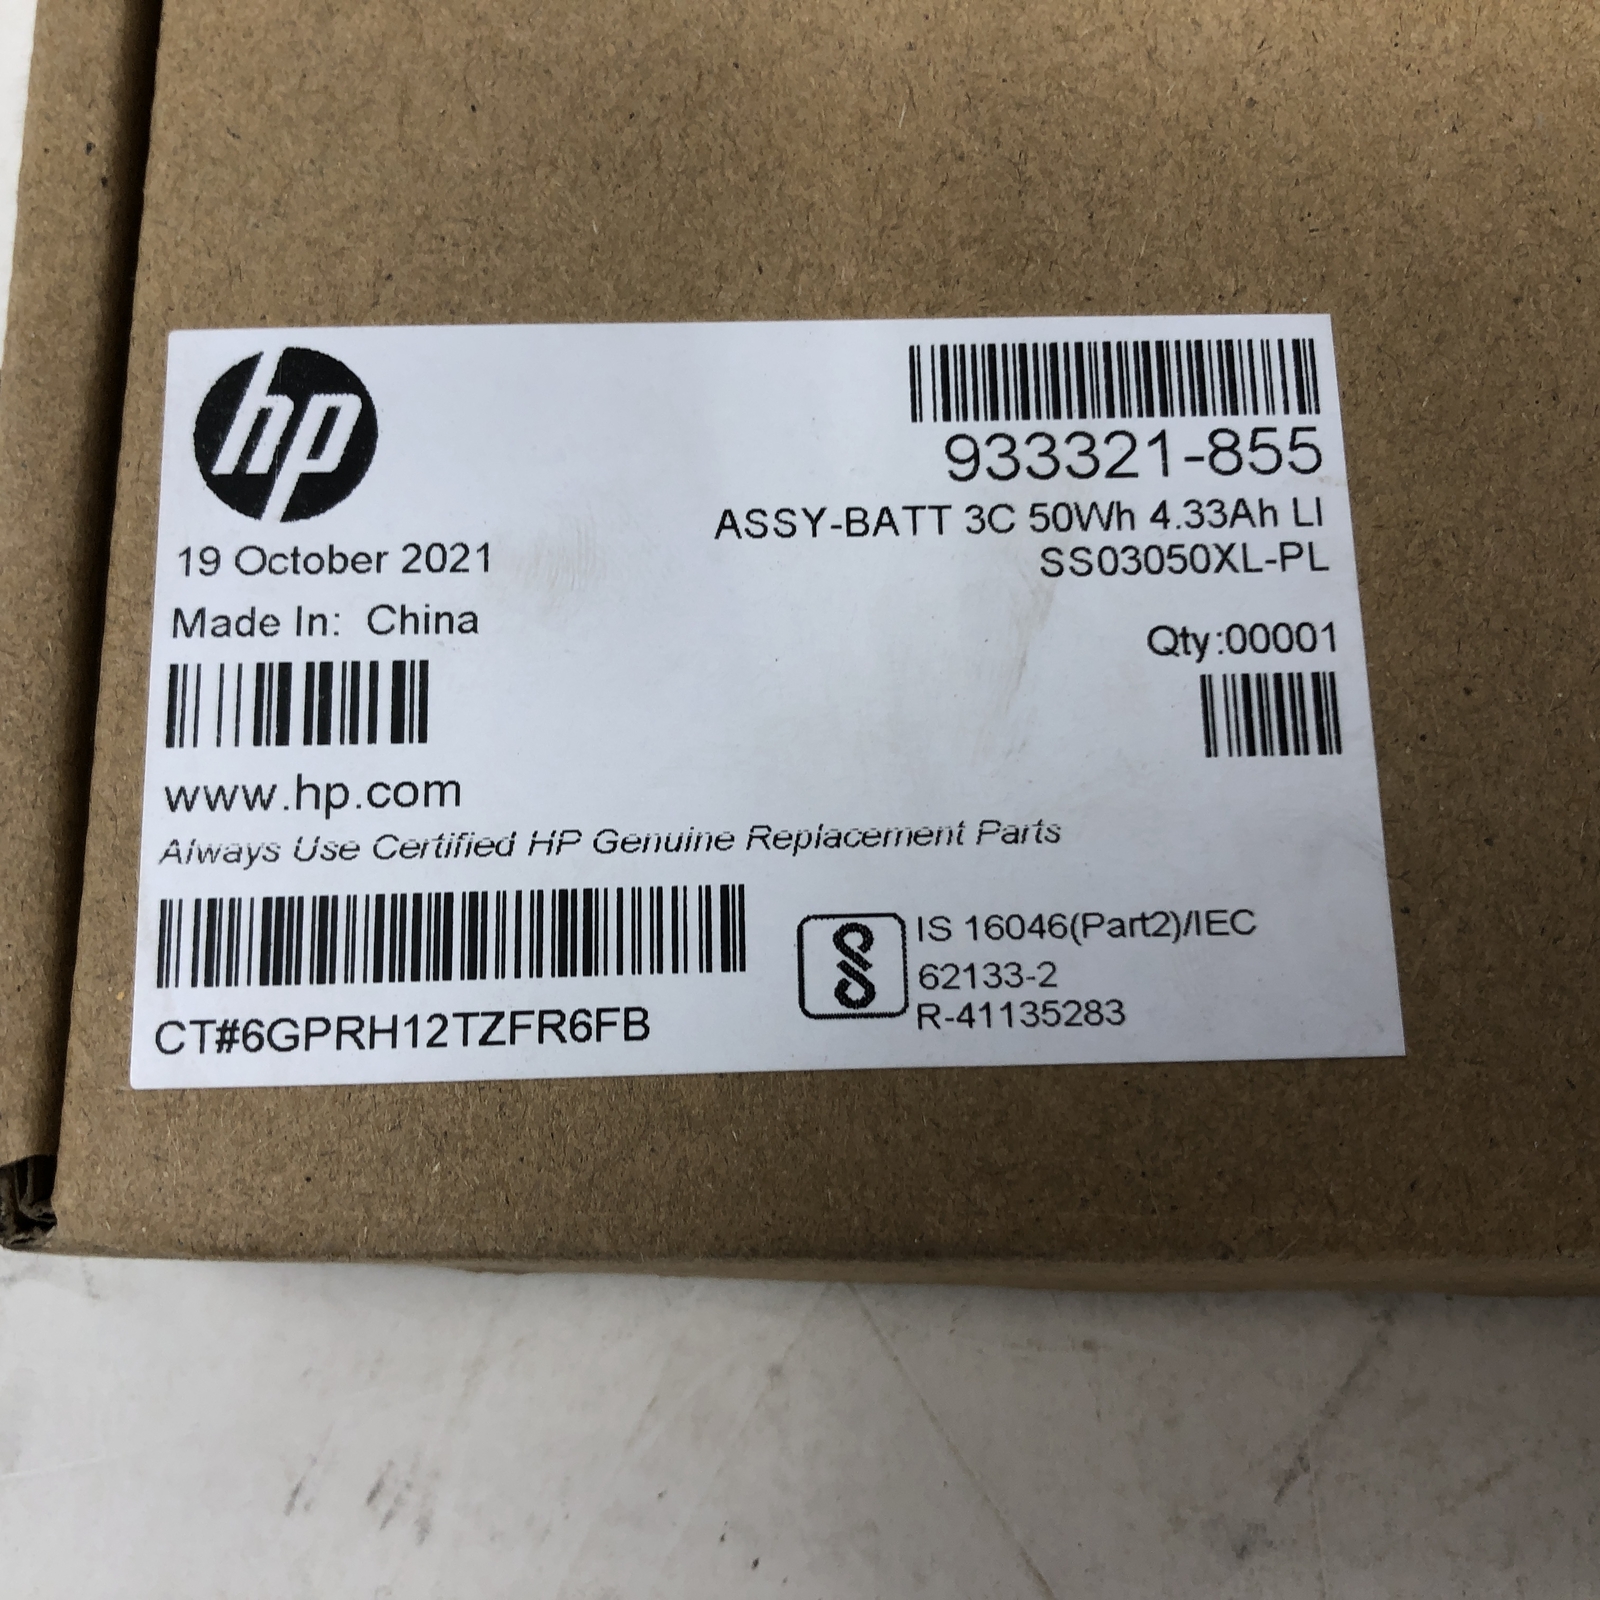 hp
933321-855
ASSY-BATT 3C 50Wh 4.33Ah LI
SS03050XL-PL
19 October 2021
Made In: China
Qty:00001
www.hp.com
Always Use Certified HP Genuine Replacement Parts
CT#6GPRH12TZFR6FB
IS 16046(Part2)/IEC
62133-2
R-41135283